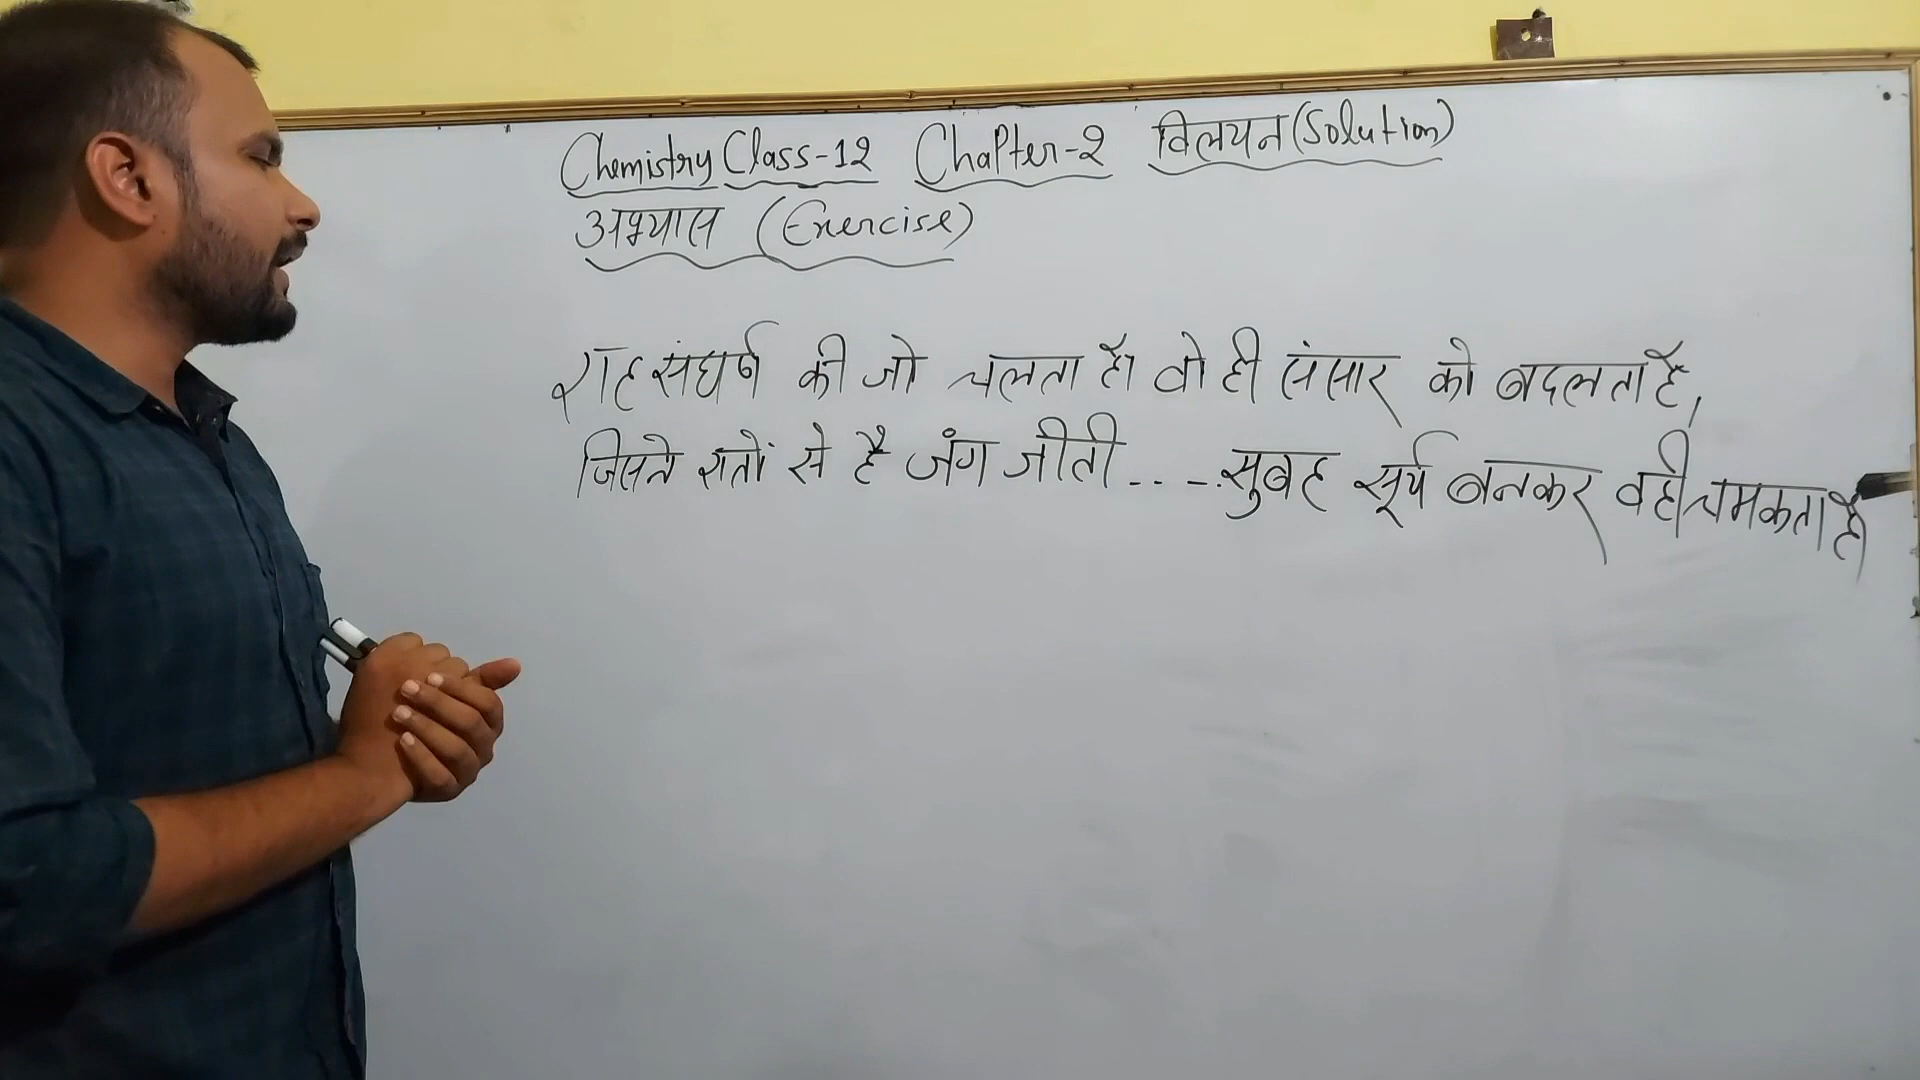 Chemistry Class-12 Chapter-2 विलयन (Solution)
अभ्यास (Exercise)
राह संघर्ष की जो चलता है। वो ही संसार को बदलता है,
जिसने रातों से है जंग जीती - - - . सुबह सूर्य बनकर वही चमकता है।